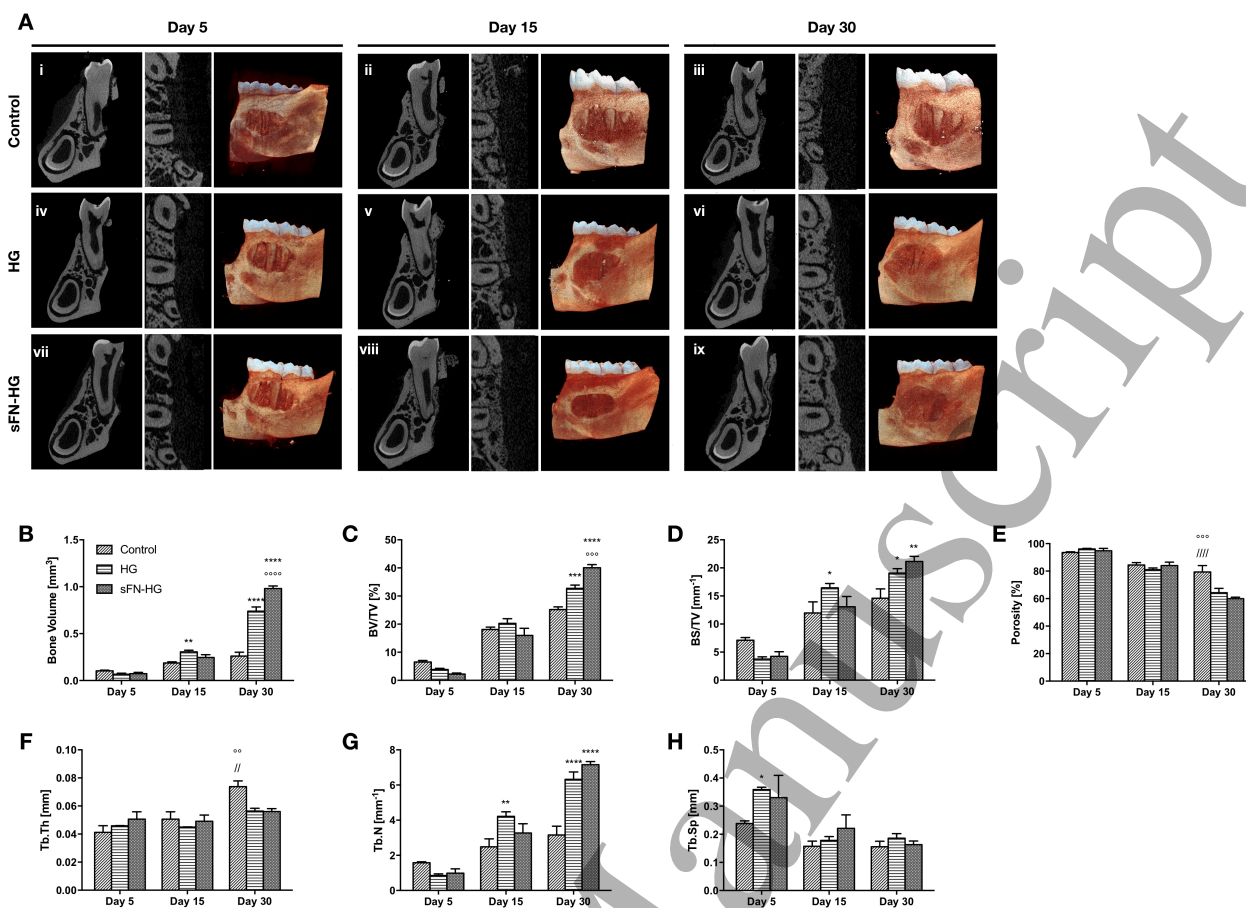 A
Day 5
Day 15
Day 30
Control
i
ii
iii
HG
iv
v
vi
sFN-HG
vii
viii
ix
B
Bone Volume [mm³]
1.5
1.0
0.5
0.0
Control
HG
sFN-HG
**
****
****
°°°°
Day 5
Day 15
Day 30
C
BV/TV [%]
50
40
30
20
10
0
***
****
°°°
Day 5
Day 15
Day 30
D
BS/TV [mm⁻¹]
25
20
15
10
5
0
*
*
**
Day 5
Day 15
Day 30
E
Porosity [%]
100
80
60
40
20
0
°°°
////
Day 5
Day 15
Day 30
F
Tb.Th [mm]
0.10
0.08
0.06
0.04
0.02
0.00
°°
//
Day 5
Day 15
Day 30
G
Tb.N [mm⁻¹]
8
6
4
2
0
**
****
****
Day 5
Day 15
Day 30
H
Tb.Sp [mm]
0.5
0.4
0.3
0.2
0.1
0.0
*
Day 5
Day 15
Day 30
anuscript